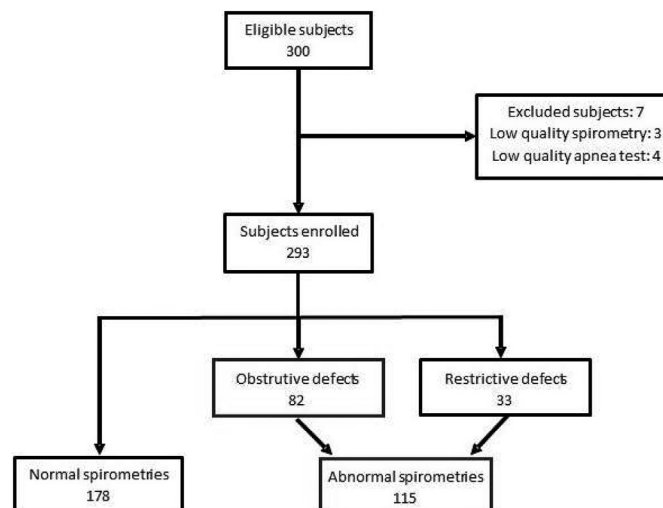 Eligible subjects
300
Excluded subjects: 7
Low quality spirometry: 3
Low quality apnea test: 4
Subjects enrolled
293
Obstrutive defects
82
Restrictive defects
33
Normal spirometries
178
Abnormal spirometries
115